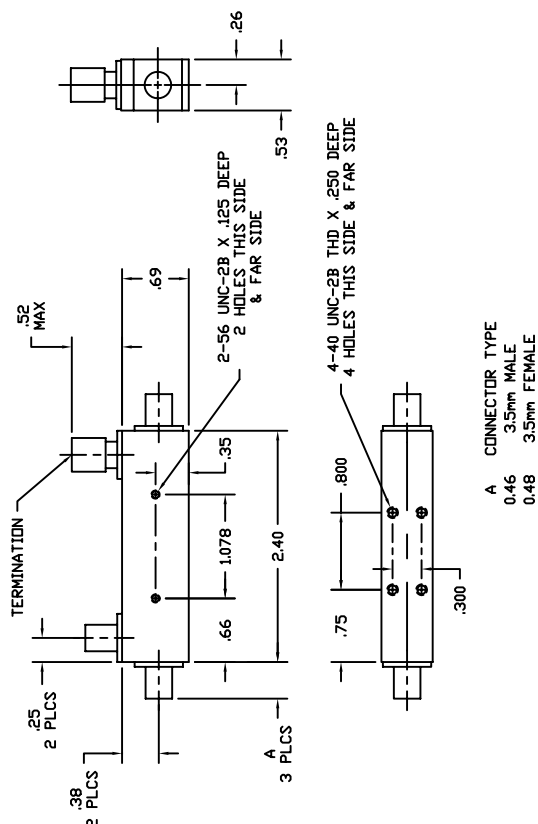 .26
.53
.52
MAX
.69
2-56 UNC-2B X .125 DEEP
2 HOLES THIS SIDE
& FAR SIDE
TERMINATION
.35
1.078
2.40
.66
.25
2 PLCS
.38
2 PLCS
A
3 PLCS
4-40 UNC-2B THD X .250 DEEP
4 HOLES THIS SIDE & FAR SIDE
.800
.75
.300
A CONNECTOR TYPE
0.46 3.5mm MALE
0.48 3.5mm FEMALE